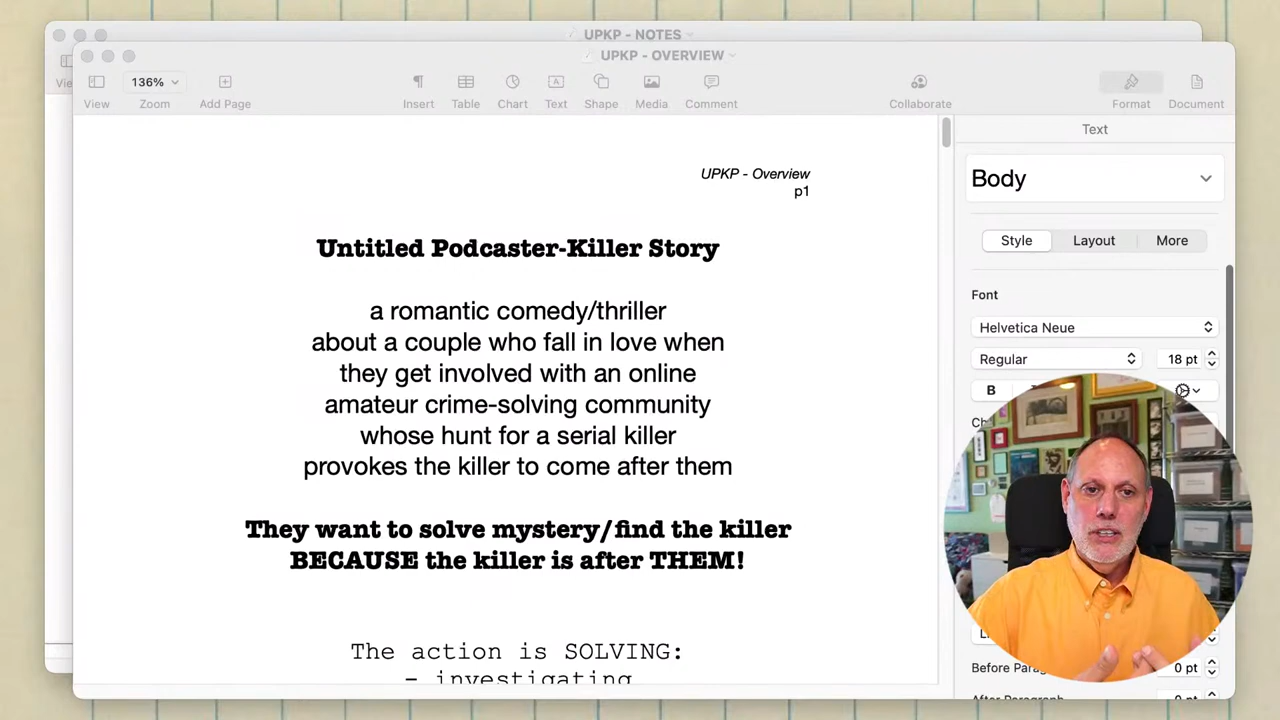 UPKP - NOTES
UPKP - OVERVIEW
136%
View
Zoom
Add Page
Insert
Table
Chart
Text
Shape
Media
Comment
Collaborate
Format
Document
UPKP - Overview
p1
Untitled Podcaster-Killer Story
a romantic comedy/thriller
about a couple who fall in love when
they get involved with an online
amateur crime-solving community
whose hunt for a serial killer
provokes the killer to come after them
They want to solve mystery/find the killer
BECAUSE the killer is after THEM!
The action is SOLVING:
- investigating
Text
Body
Style
Layout
More
Font
Helvetica Neue
Regular
18 pt
B
Before Parag
0 pt